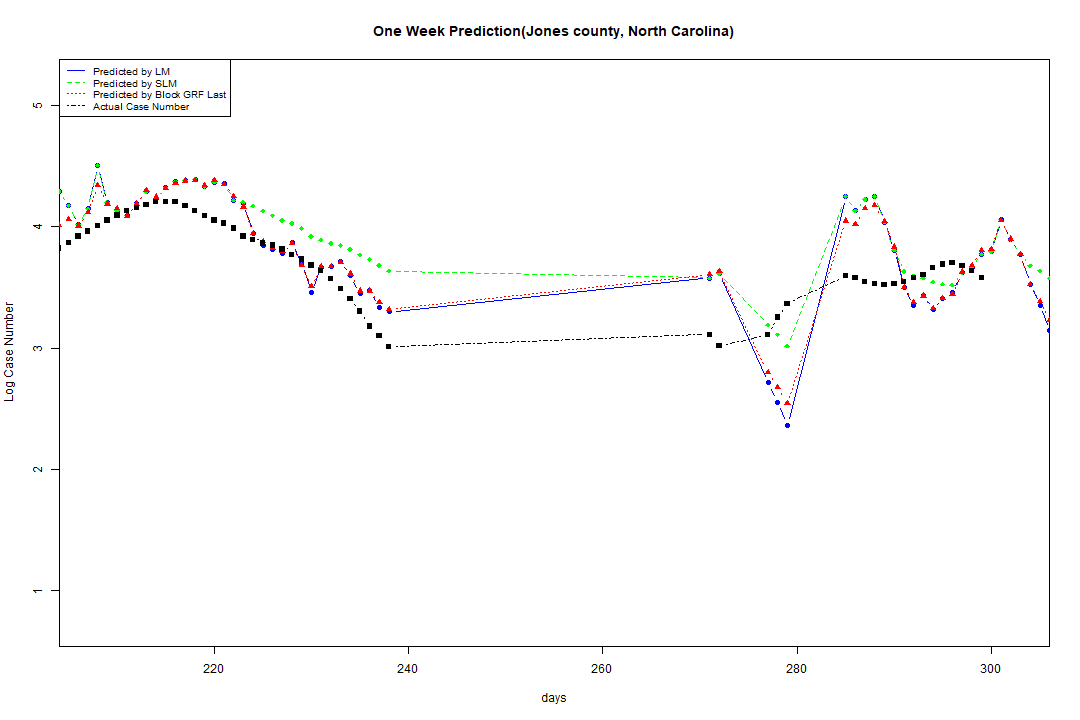 One Week Prediction(Jones county, North Carolina)
Predicted by LM
Predicted by SLM
Predicted by Block GRF Last
Actual Case Number
5
4
3
2
1
Log Case Number
220 240 260 280 300
days